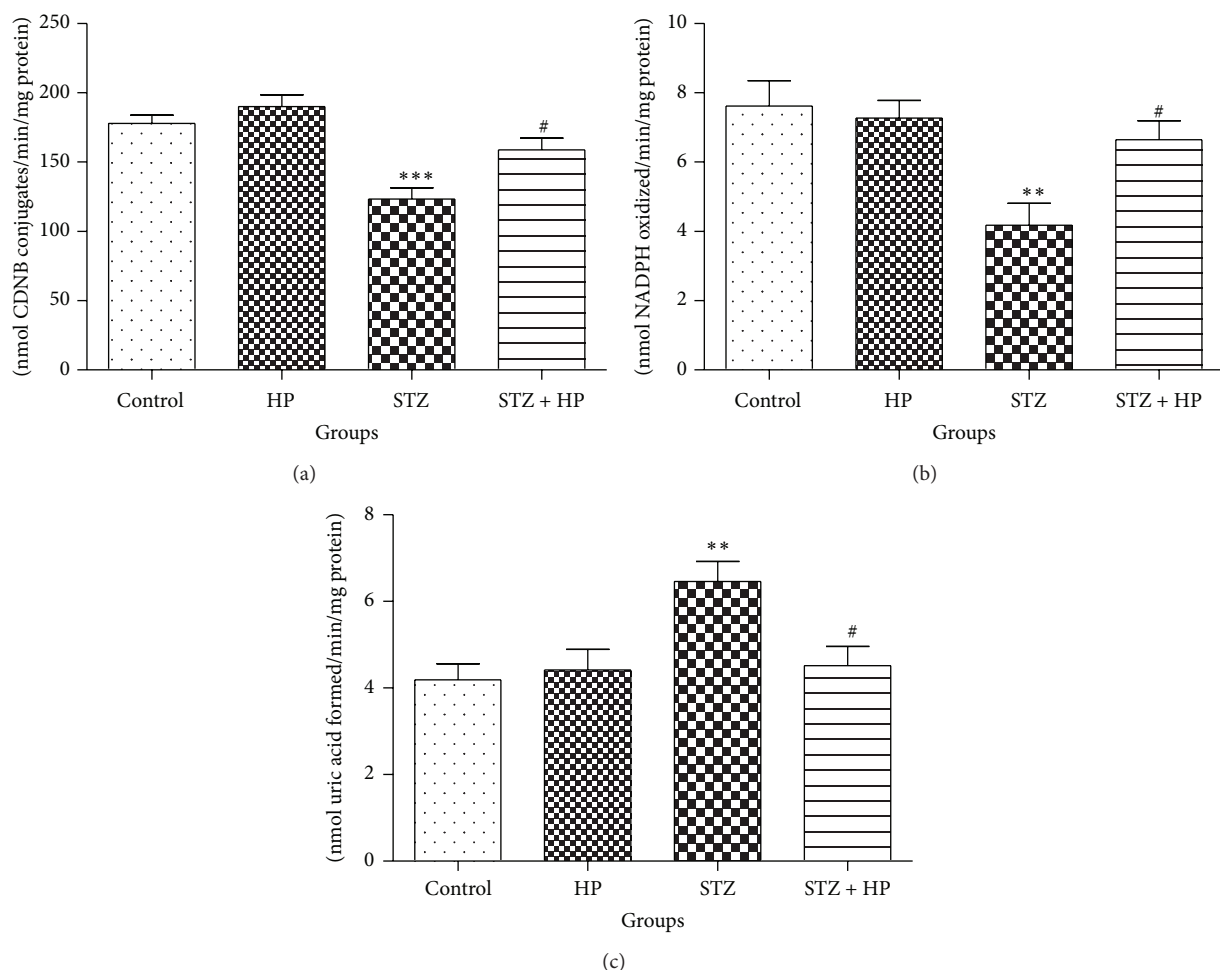 (nmol CDNB conjugates/min/mg protein)
250
200
150
100
50
0
#
***
Control HP STZ STZ + HP
Groups
(a)
(nmol NADPH oxidized/min/mg protein)
10
8
6
4
2
0
#
**
Control HP STZ STZ + HP
Groups
(b)
(nmol uric acid formed/min/mg protein)
8
6
4
2
0
**
#
Control HP STZ STZ + HP
Groups
(c)